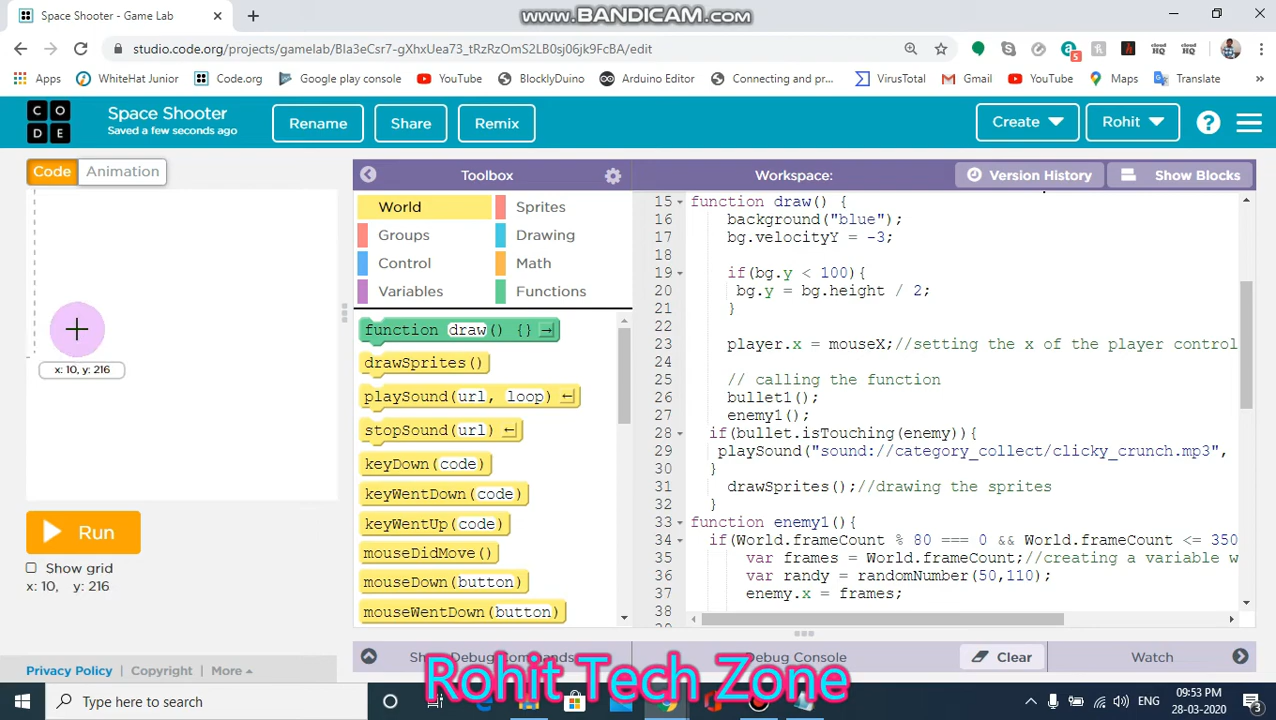 Space Shooter - Game Lab
www.BANDICAM.com
studio.code.org/projects/gamelab/BIa3eCsr7-gXhxUea73_tRzRzOmS2LB0sj06jk9FcBA/edit
Apps
WhiteHat Junior
Code.org
Google play console
YouTube
BlocklyDuino
Arduino Editor
Connecting and pr...
VirusTotal
Gmail
YouTube
Maps
Translate
CODE
Space Shooter
Saved a few seconds ago
Rename
Share
Remix
Create
Rohit
Code
Animation
Toolbox
Workspace:
Version History
Show Blocks
World
Sprites
Groups
Drawing
Control
Math
Variables
Functions
function draw() {}
drawSprites()
playSound(url, loop)
stopSound(url)
keyDown(code)
keyWentDown(code)
keyWentUp(code)
mouseDidMove()
mouseDown(button)
mouseWentDown(button)
15 function draw() {
16 background("blue");
17 bg.velocityY = -3;
18
19 if(bg.y < 100){
20 bg.y = bg.height / 2;
21 }
22
23 player.x = mouseX;//setting the x of the player control
24
25 // calling the function
26 bullet1();
27 enemy1();
28 if(bullet.isTouching(enemy)){
29 playSound("sound://category_collect/clicky_crunch.mp3",
30 }
31 drawSprites();//drawing the sprites
32 }
33 function enemy1(){
34 if(World.frameCount % 80 === 0 && World.frameCount <= 350
35 var frames = World.frameCount;//creating a variable w
36 var randy = randomNumber(50,110);
37 enemy.x = frames;
38
x: 10, y: 216
Run
Show grid
x: 10, y: 216
Debug Commands
Debug Console
Clear
Watch
Privacy Policy
Copyright
More
Rohit Tech Zone
Type here to search
ENG
09:53 PM
28-03-2020